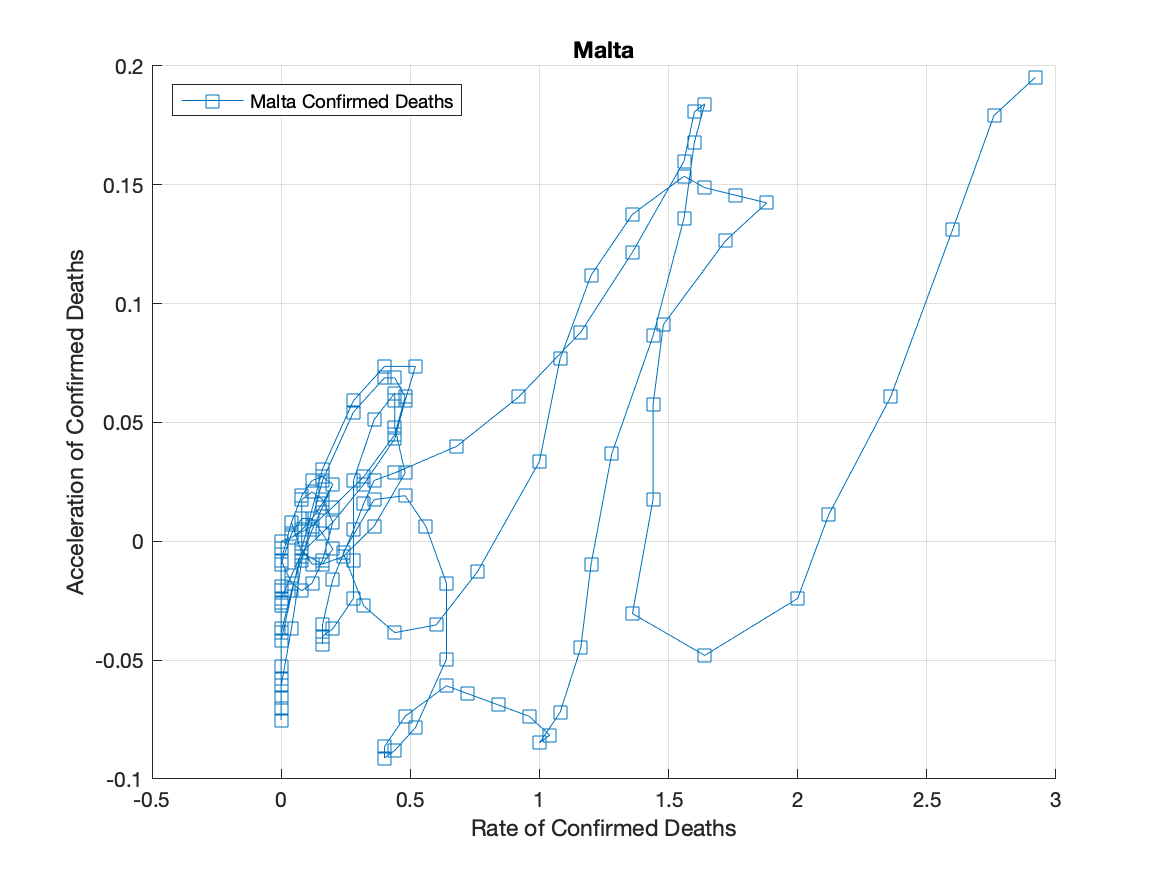 Malta
Malta Confirmed Deaths
0.2
0.15
0.1
0.05
0
-0.05
-0.1
Acceleration of Confirmed Deaths
-0.5 0 0.5 1 1.5 2 2.5 3
Rate of Confirmed Deaths